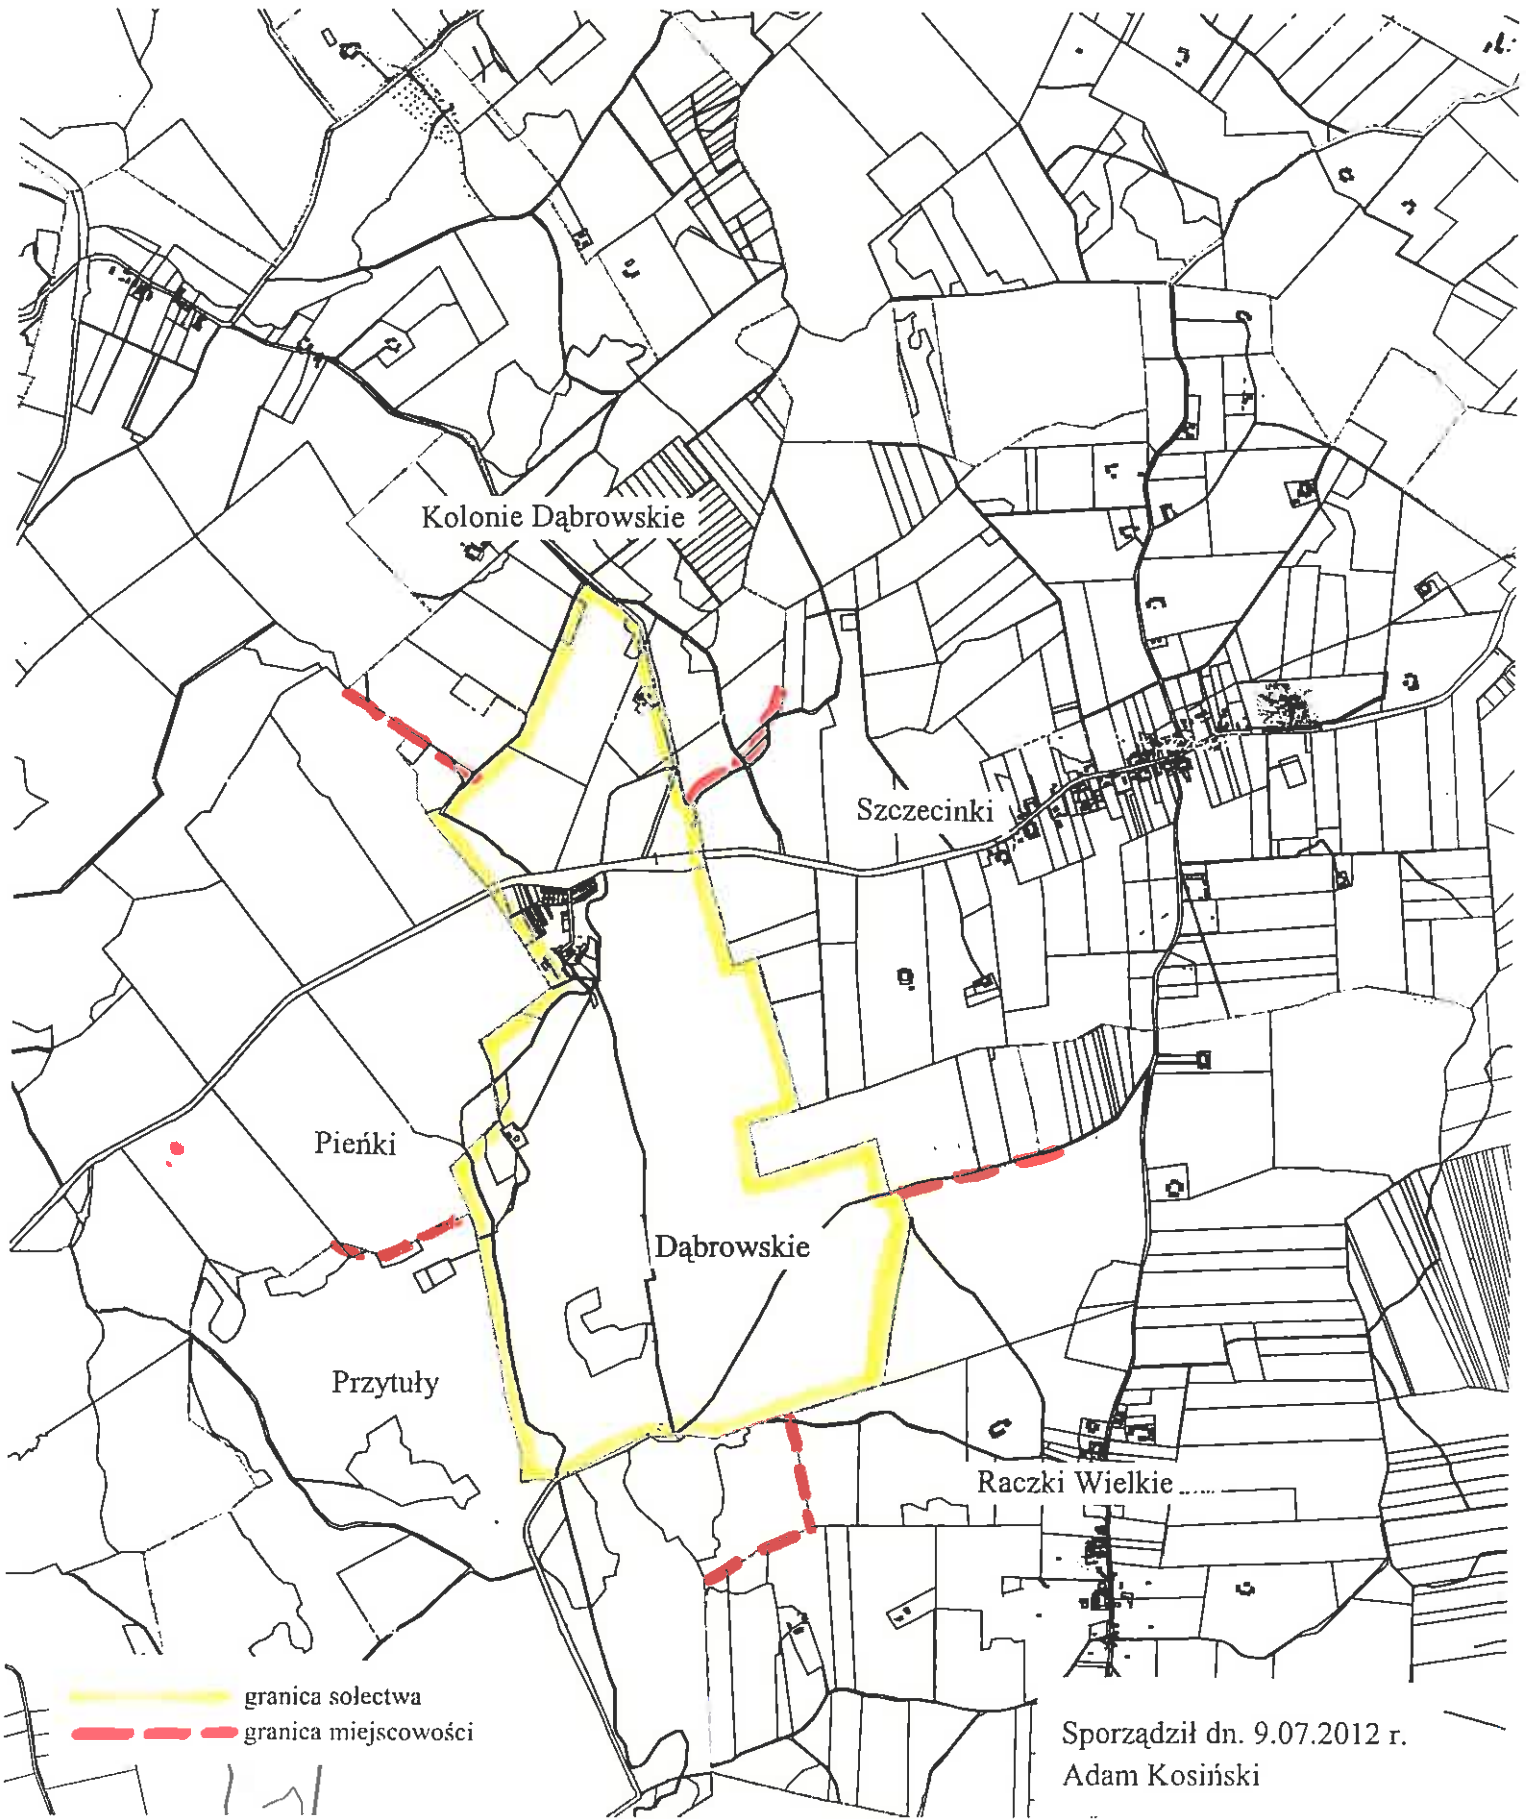 Kolonie Dąbrowskie
Szczecinki
Pieńki
Dąbrowskie
Przytuły
Raczki Wielkie
granica sołectwa
granica miejscowości
Sporządził dn. 9.07.2012 r.
Adam Kosiński